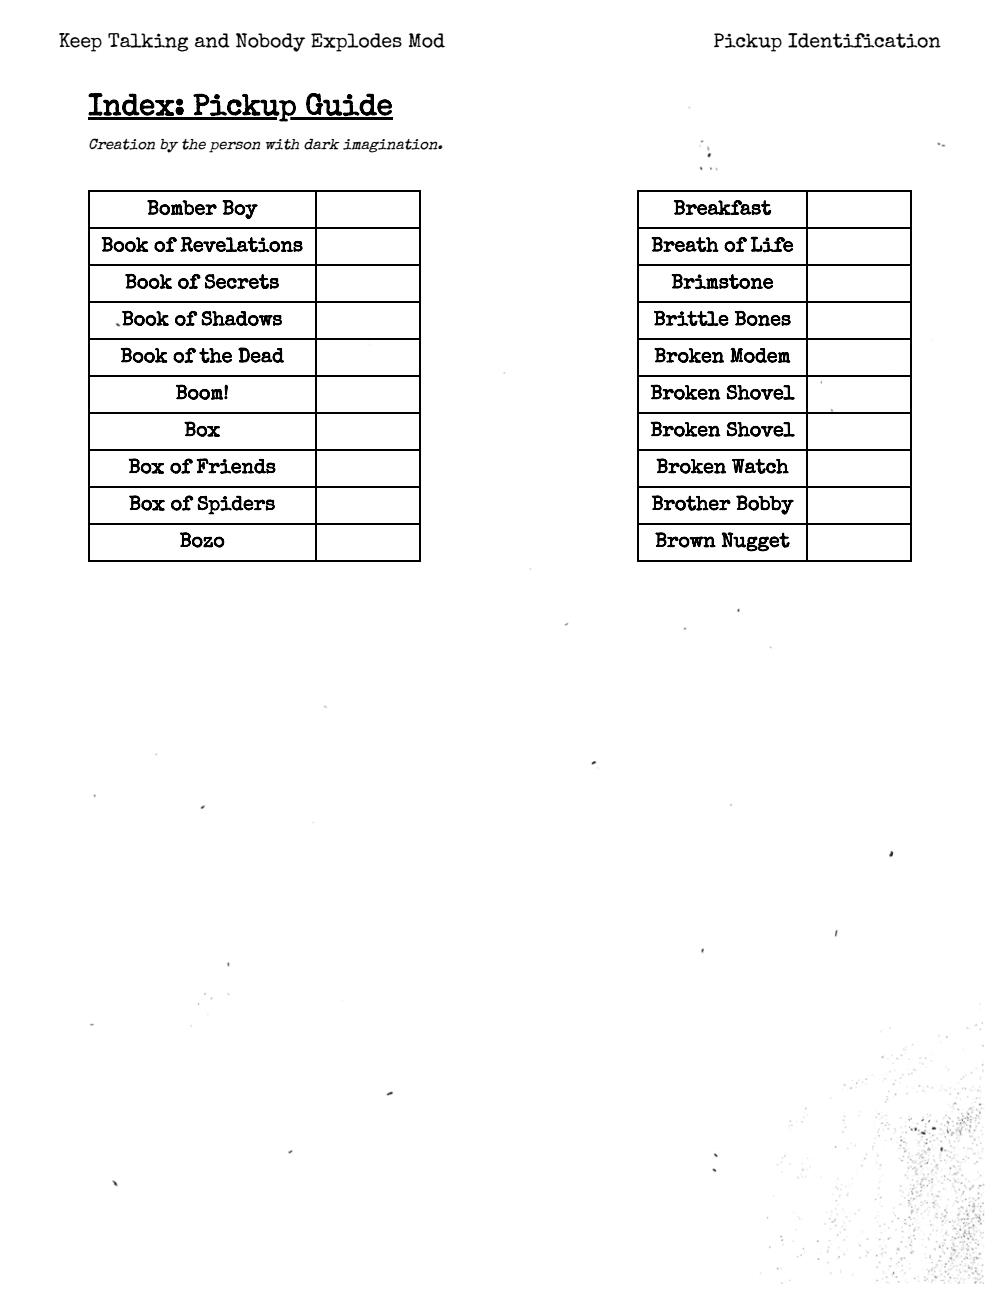 Keep Talking and Nobody Explodes Mod
Pickup Identification
Index: Pickup Guide
Creation by the person with dark imagination.
Bomber Boy
Book of Revelations
Book of Secrets
Book of Shadows
Book of the Dead
Boom!
Box
Box of Friends
Box of Spiders
Bozo
Breakfast
Breath of Life
Brimstone
Brittle Bones
Broken Modem
Broken Shovel
Broken Shovel
Broken Watch
Brother Bobby
Brown Nugget